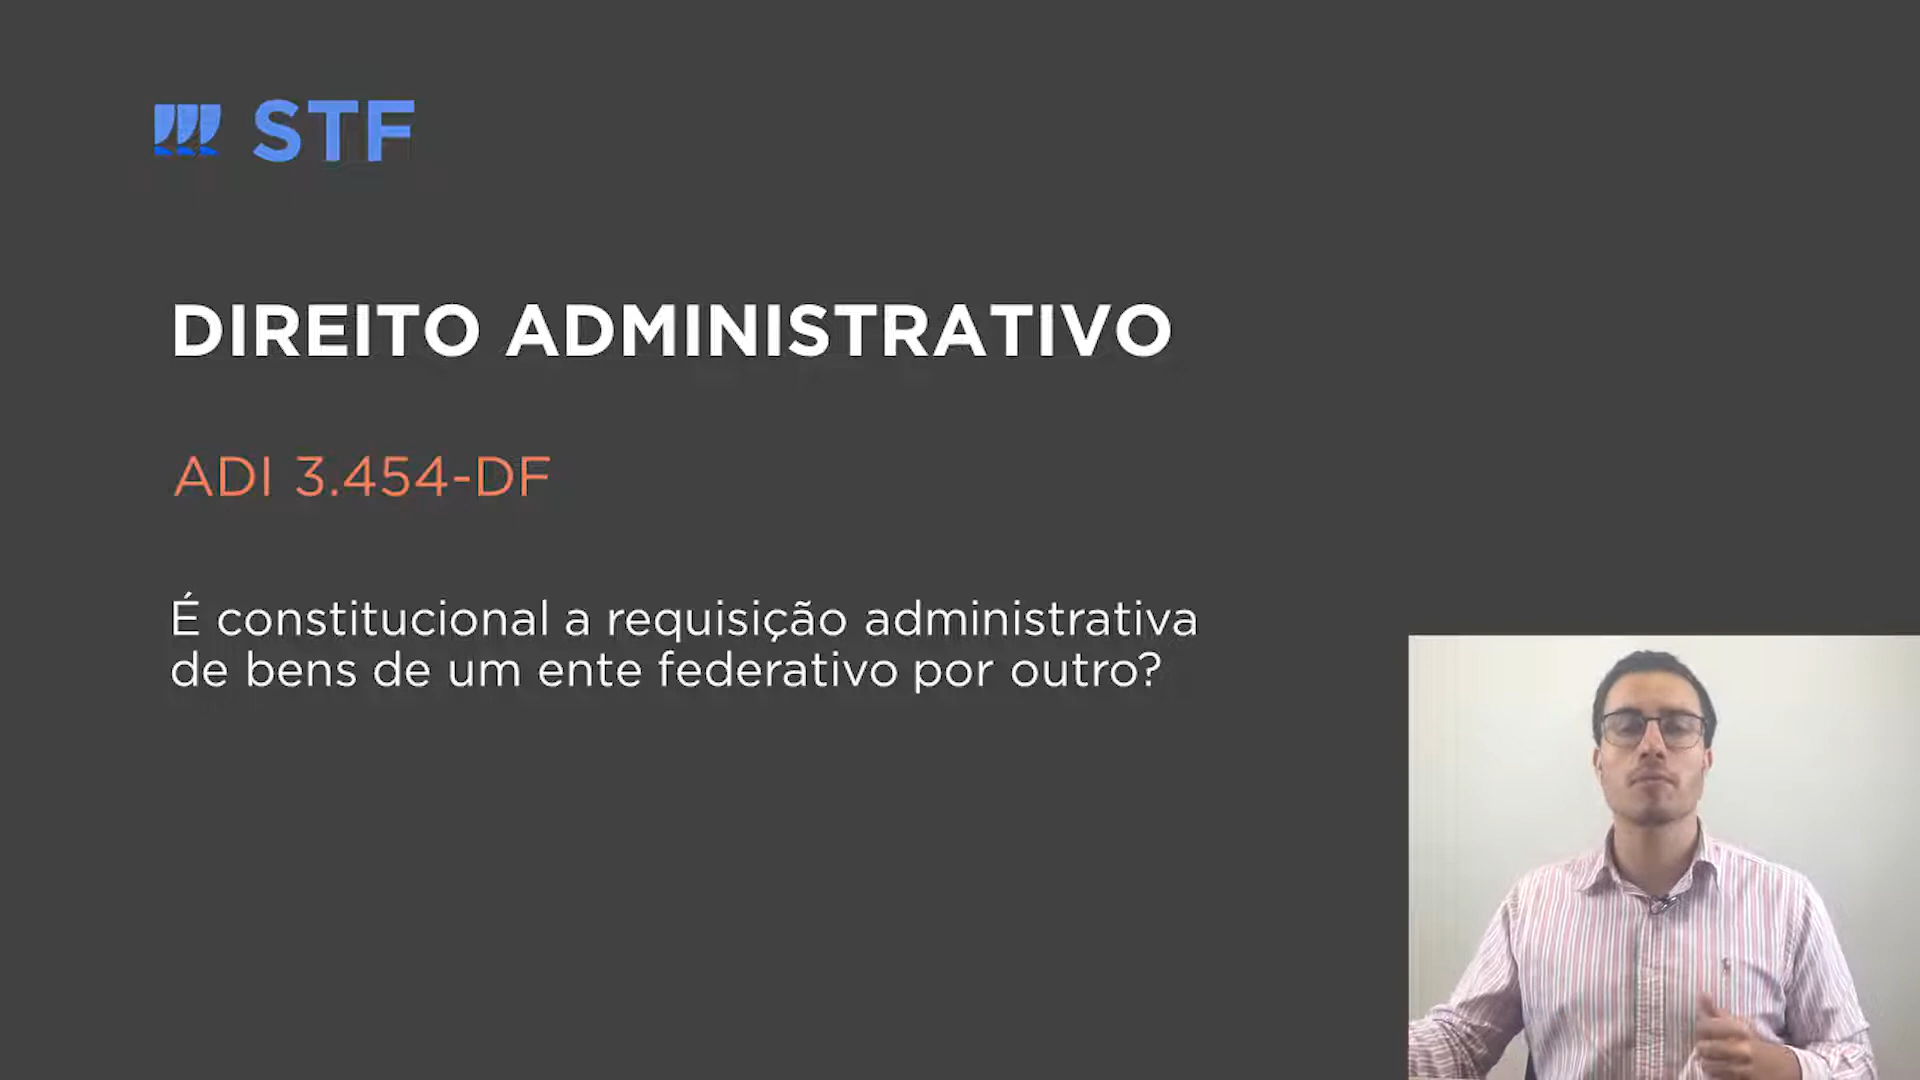 STF
DIREITO ADMINISTRATIVO
ADI 3.454-DF
É constitucional a requisição administrativa
de bens de um ente federativo por outro?